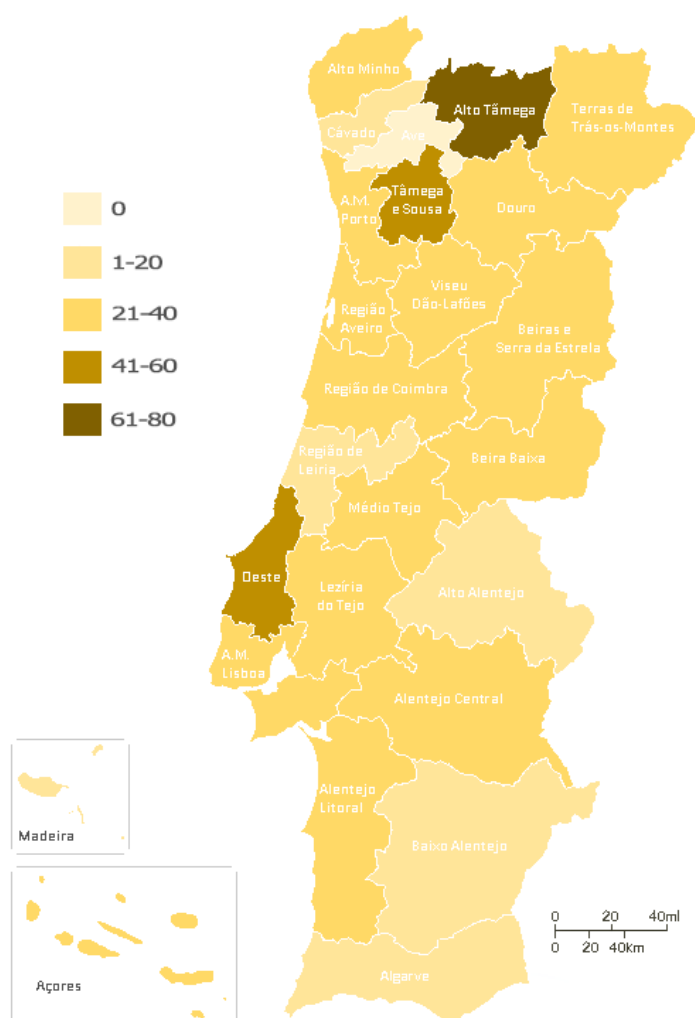 Alto Minho
Alto Tâmega
Terras de
Trás-os-Montes
Cávado
Ave
Tâmega
e Sousa
A.M.
Porto
Douro
0
1-20
21-40
41-60
61-80
Viseu
Dão-Lafões
Região
Aveiro
Beiras e
Serra da Estrela
Região de Coimbra
Região de
Leiria
Beira Baixa
Médio Tejo
Oeste
Lezíria
do Tejo
Alto Alentejo
A.M.
Lisboa
Alentejo Central
Alentejo
Litoral
Madeira
Baixo Alentejo
0 20 40ml
0 20 40km
Algarve
Açores